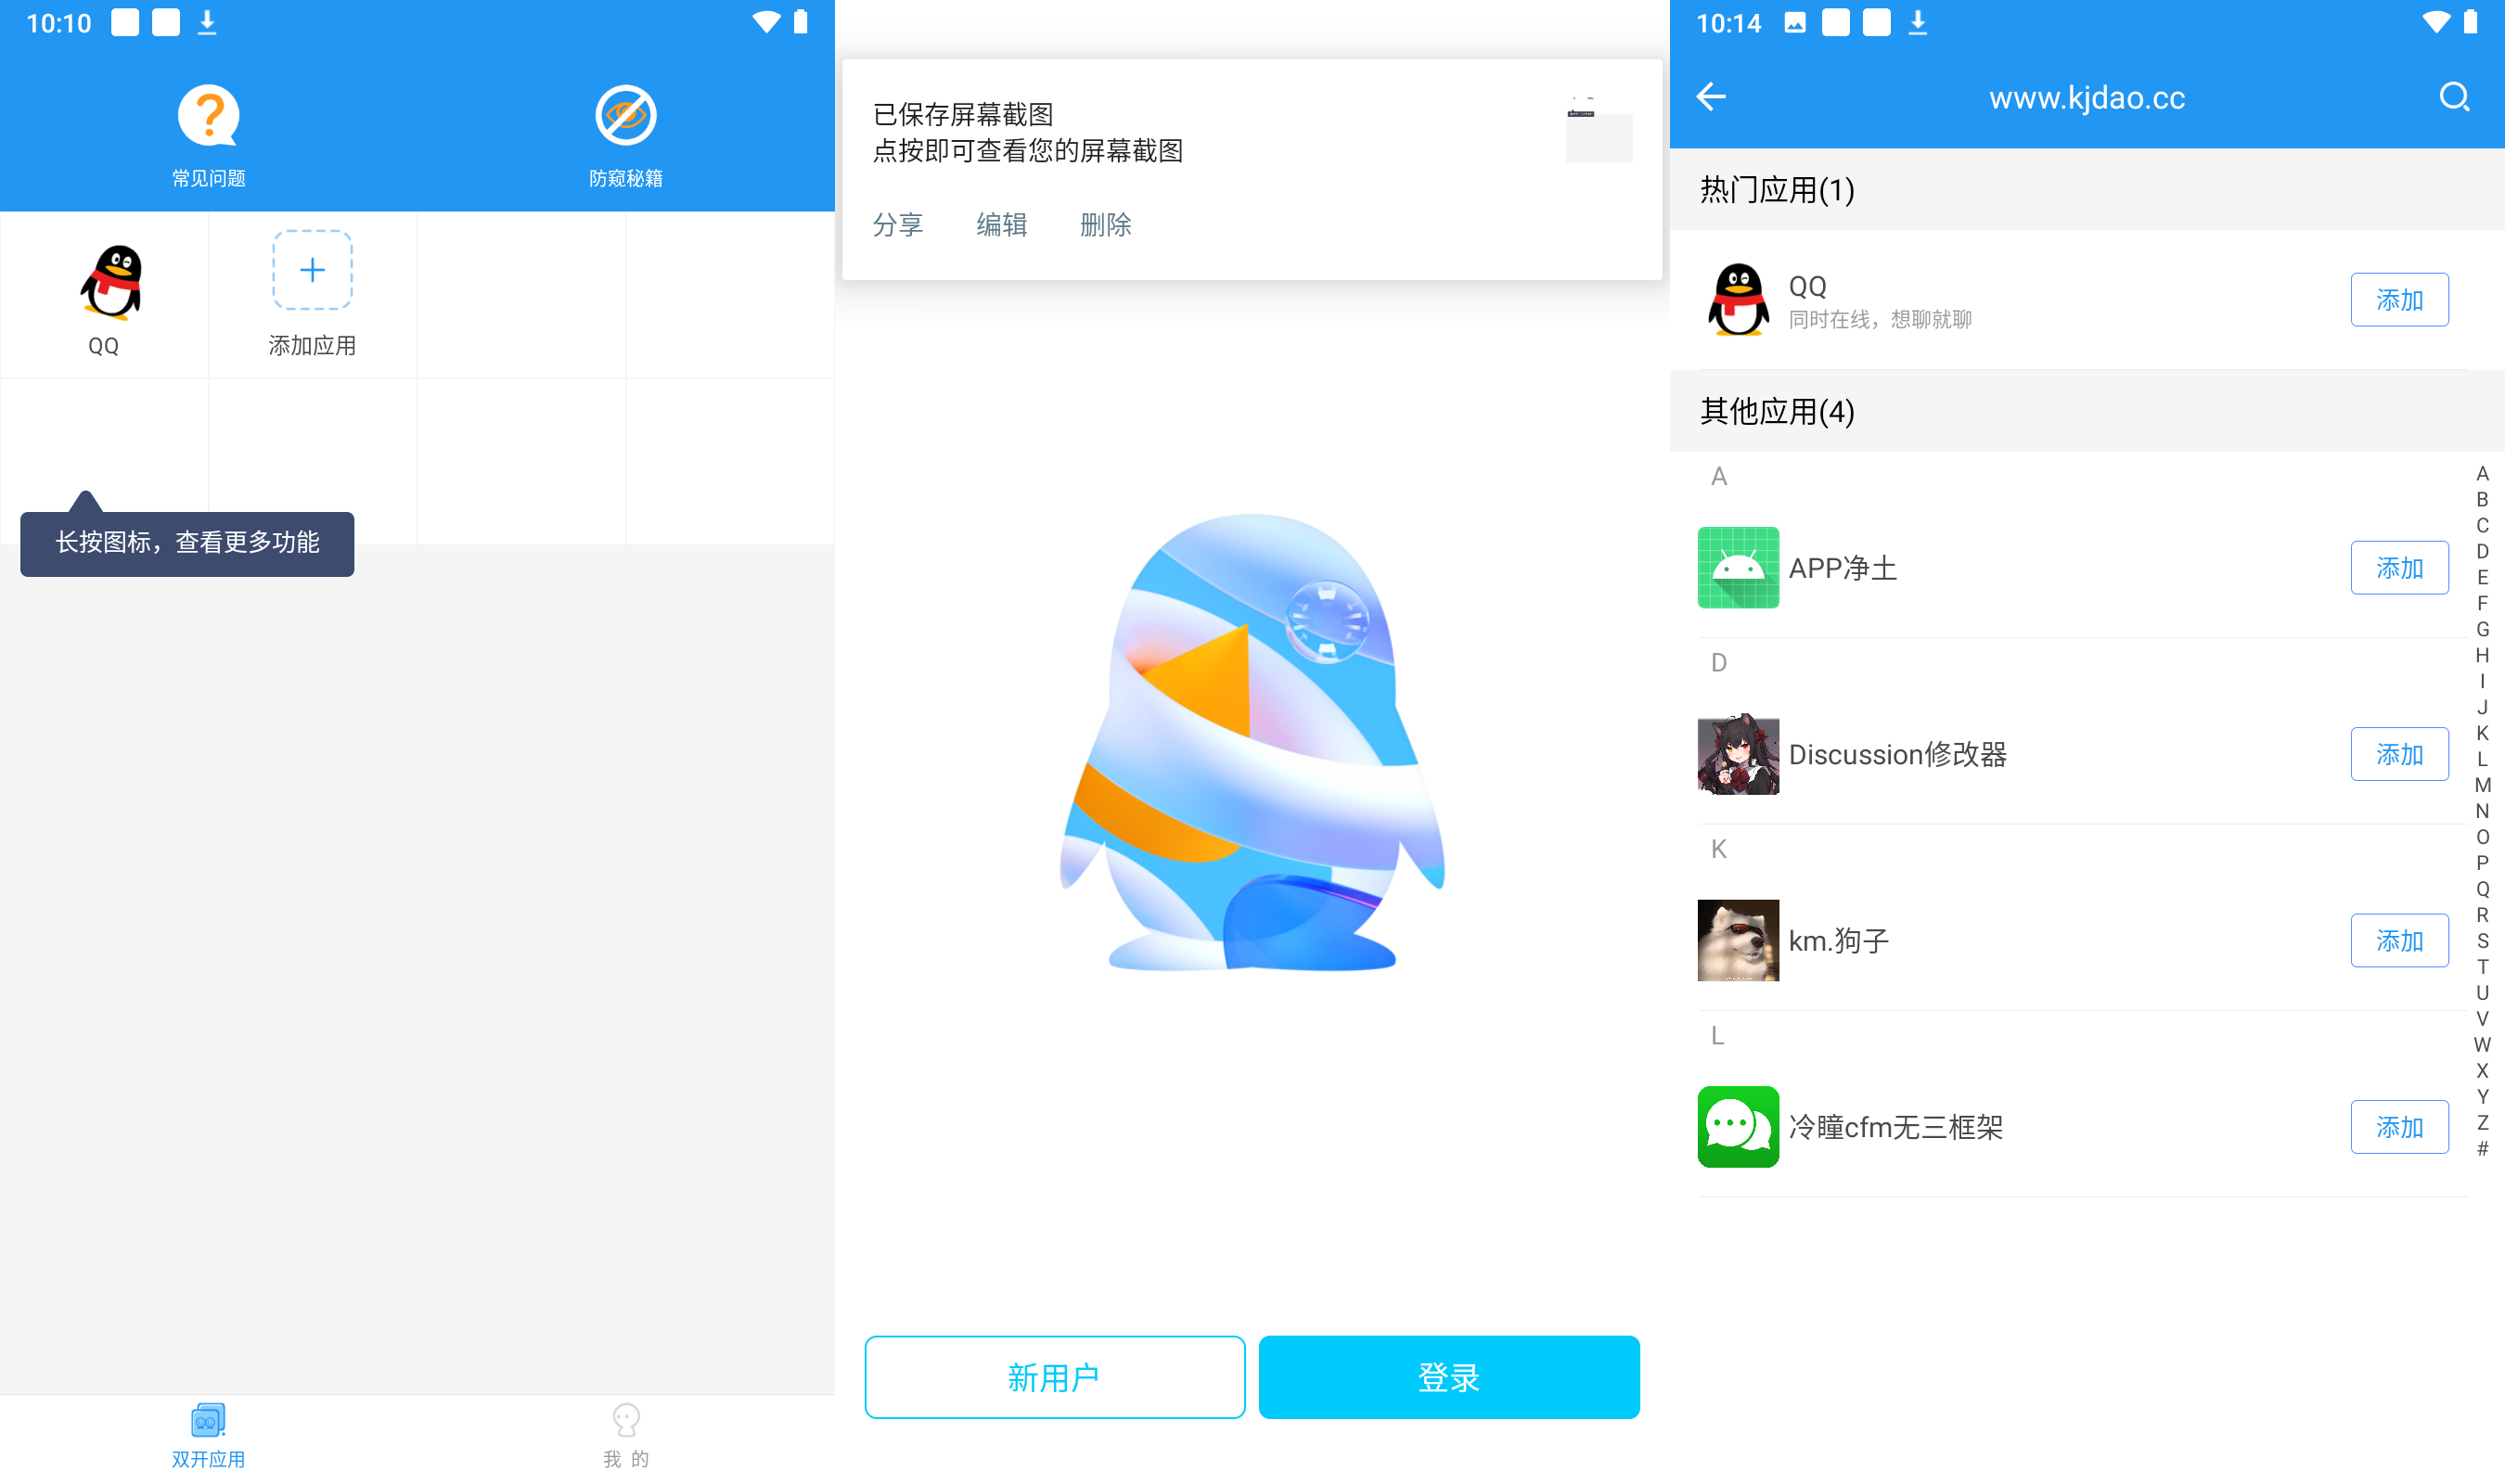 10:10
常见问题
防窥秘籍
QQ
添加应用
长按图标，查看更多功能
双开应用
我 的
已保存屏幕截图
点按即可查看您的屏幕截图
分享
编辑
删除
新用户
登录
10:14
www.kjdao.cc
热门应用(1)
QQ
同时在线，想聊就聊
添加
其他应用(4)
A
APP净土
添加
D
Discussion修改器
添加
K
km.狗子
添加
L
冷瞳cfm无三框架
添加
A
B
C
D
E
F
G
H
I
J
K
L
M
N
O
P
Q
R
S
T
U
V
W
X
Y
Z
#